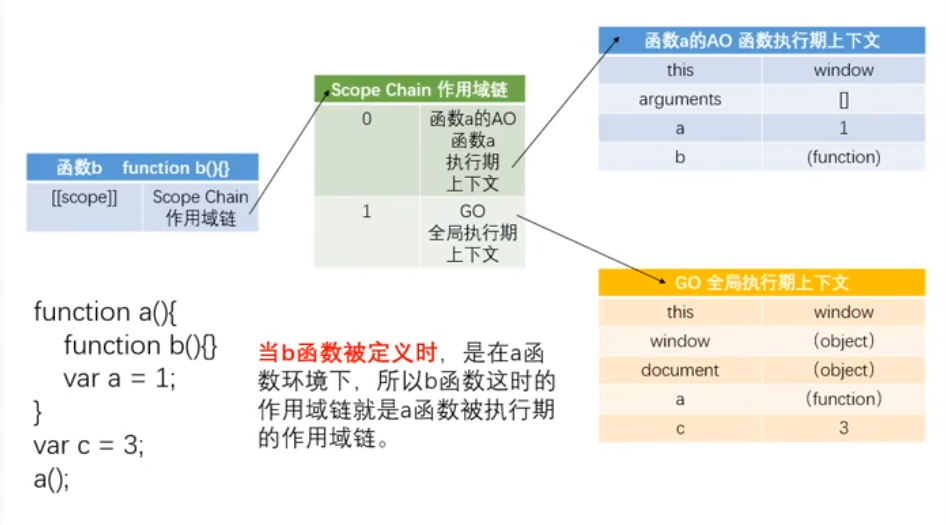 函数b function b(){}
[[scope]] Scope Chain
作用域链
Scope Chain 作用域链
0 函数a的AO
函数a
执行期
上下文
1 GO
全局执行期
上下文
函数a的AO 函数执行期上下文
this window
arguments []
a 1
b (function)
GO 全局执行期上下文
this window
window （object）
document （object）
a （function）
c 3
function a(){
function b(){}
var a = 1;
}
var c = 3;
a();
当b函数被定义时，是在a函
数环境下，所以b函数这时的
作用域链就是a函数被执行期
的作用域链。